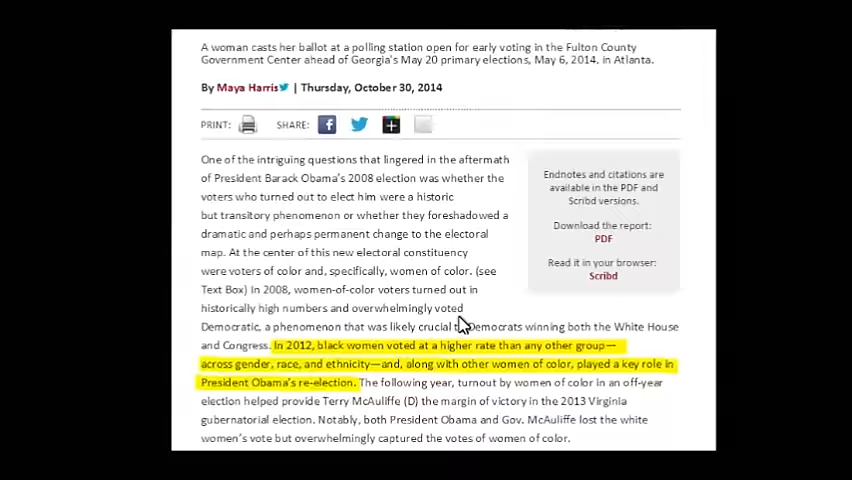 A woman casts her ballot at a polling station open for early voting in the Fulton County
Government Center ahead of Georgia's May 20 primary elections, May 6, 2014, in Atlanta.
By Maya Harris | Thursday, October 30, 2014
PRINT: SHARE:
One of the intriguing questions that lingered in the aftermath
of President Barack Obama's 2008 election was whether the
voters who turned out to elect him were a historic
but transitory phenomenon or whether they foreshadowed a
dramatic and perhaps permanent change to the electoral
map. At the center of this new electoral constituency
were voters of color and, specifically, women of color. (see
Text Box) In 2008, women-of-color voters turned out in
historically high numbers and overwhelmingly voted
Democratic, a phenomenon that was likely crucial Democrats winning both the White House
and Congress. In 2012, black women voted at a higher rate than any other group—
across gender, race, and ethnicity—and, along with other women of color, played a key role in
President Obama's re-election. The following year, turnout by women of color in an off-year
election helped provide Terry McAuliffe (D) the margin of victory in the 2013 Virginia
gubernatorial election. Notably, both President Obama and Gov. McAuliffe lost the white
women's vote but overwhelmingly captured the votes of women of color.
Endnotes and citations are
available in the PDF and
Scribd versions.
Download the report:
PDF
Read it in your browser:
Scribd